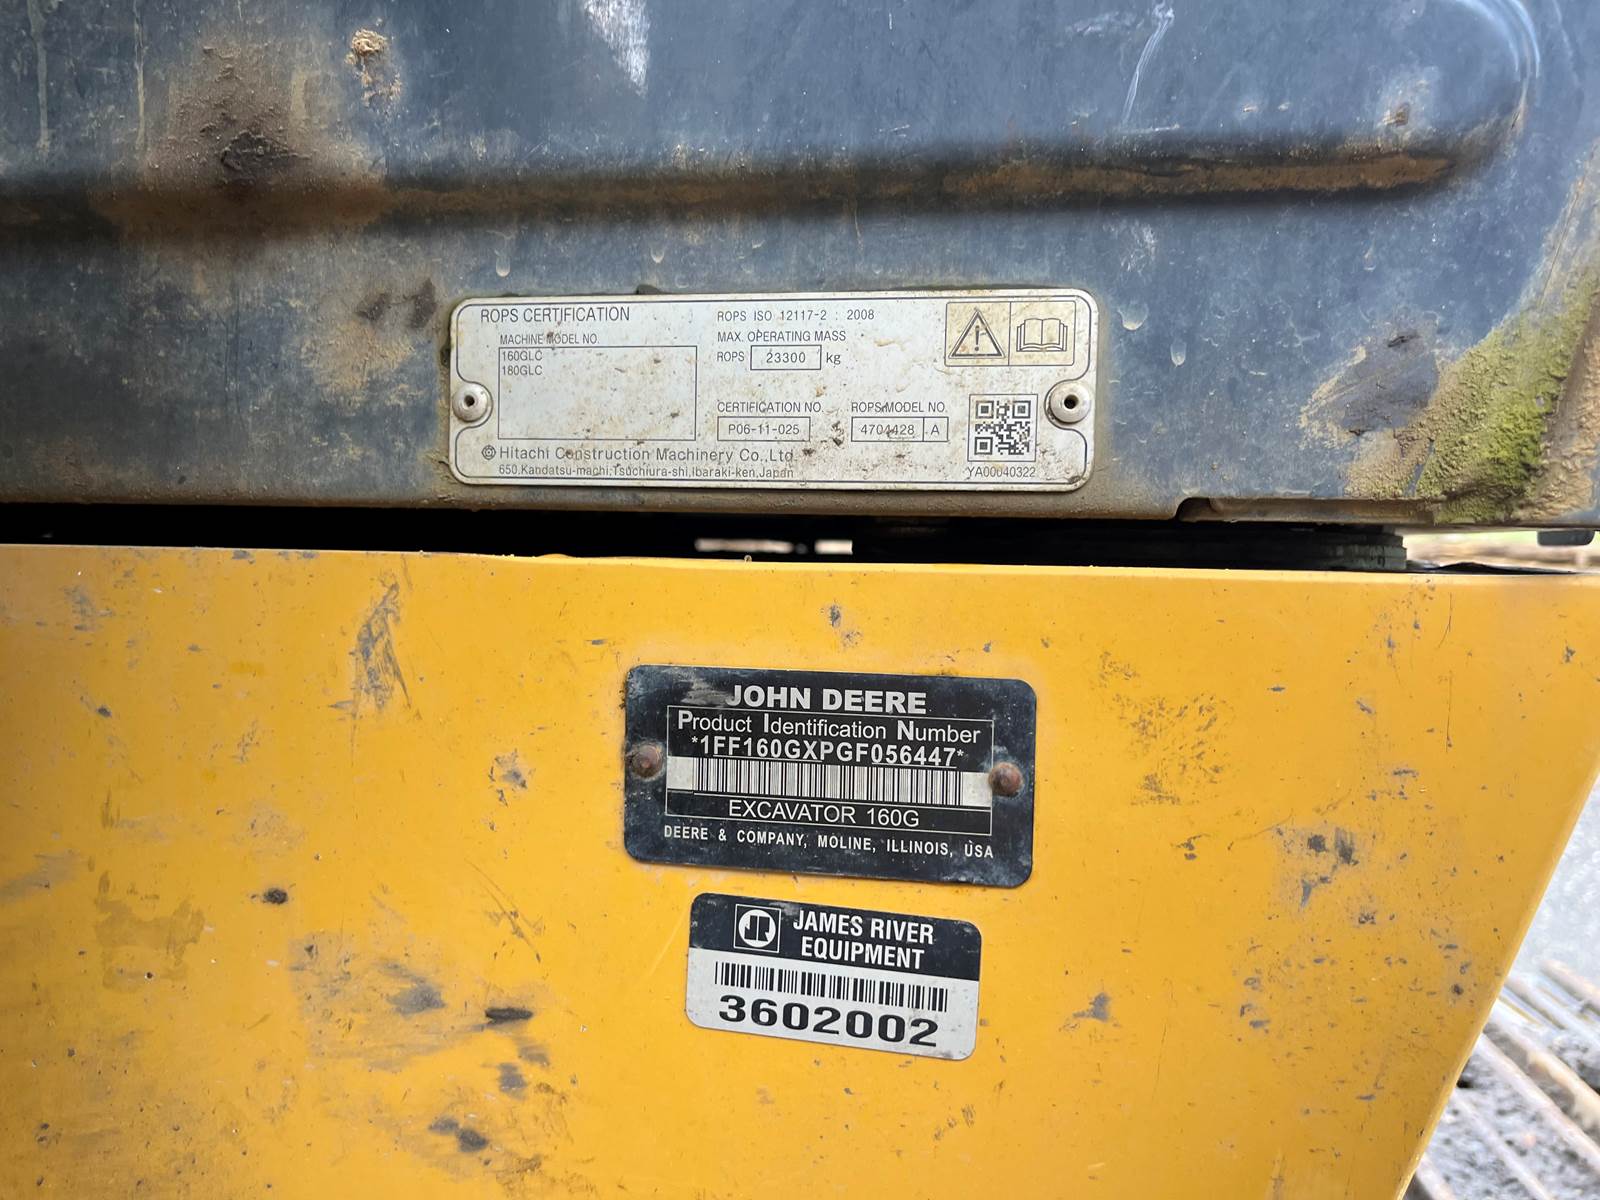 ROPS CERTIFICATION
MACHINE MODEL NO.
160GLC
180GLC
ROPS ISO 12117-2 : 2008
MAX. OPERATING MASS
ROPS 23300 kg
CERTIFICATION NO.
P06-11-025
ROPS MODEL NO.
4704428 A
Hitachi Construction Machinery Co.,Ltd.
650,Kandatsu-machi,Tsuchiura-shi,Ibaraki-ken,Japan
YA00040322
JOHN DEERE
Product Identification Number
*1FF160GXPGF056447*
EXCAVATOR 160G
DEERE & COMPANY, MOLINE, ILLINOIS, USA
JR JAMES RIVER
EQUIPMENT
3602002